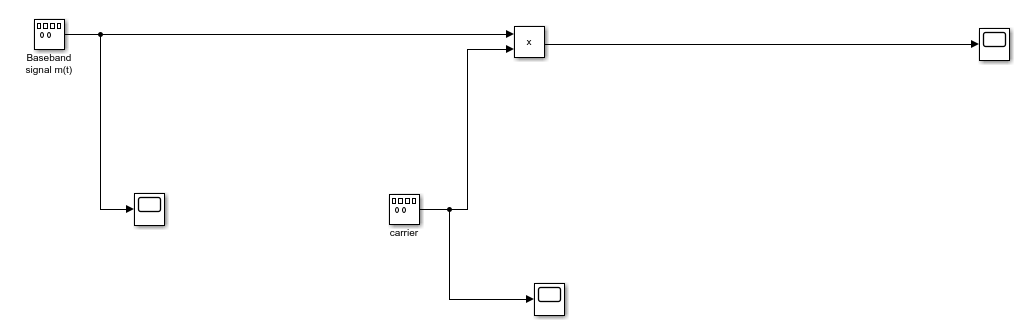 Baseband
signal m(t)
x
carrier